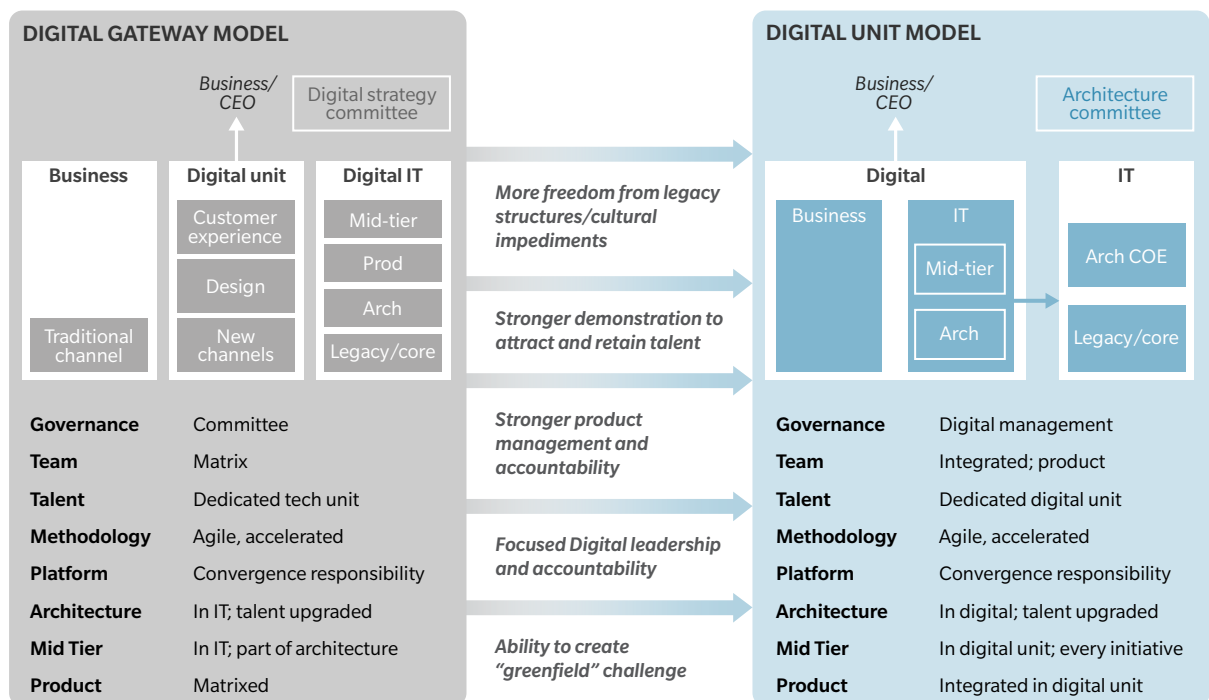 DIGITAL GATEWAY MODEL
Business/
CEO
Digital strategy
committee
Business
Traditional
channel
Digital unit
Customer
experience
Design
New
channels
Digital IT
Mid-tier
Prod
Arch
Legacy/core
Governance Committee
Team Matrix
Talent Dedicated tech unit
Methodology Agile, accelerated
Platform Convergence responsibility
Architecture In IT; talent upgraded
Mid Tier In IT; part of architecture
Product Matrixed
More freedom from legacy
structures/cultural
impediments
Stronger demonstration to
attract and retain talent
Stronger product
management and
accountability
Focused Digital leadership
and accountability
Ability to create
“greenfield” challenge
DIGITAL UNIT MODEL
Business/
CEO
Architecture
committee
Digital
Business
IT
Mid-tier
Arch
IT
Arch COE
Legacy/core
Governance Digital management
Team Integrated; product
Talent Dedicated digital unit
Methodology Agile, accelerated
Platform Convergence responsibility
Architecture In digital; talent upgraded
Mid Tier In digital unit; every initiative
Product Integrated in digital unit